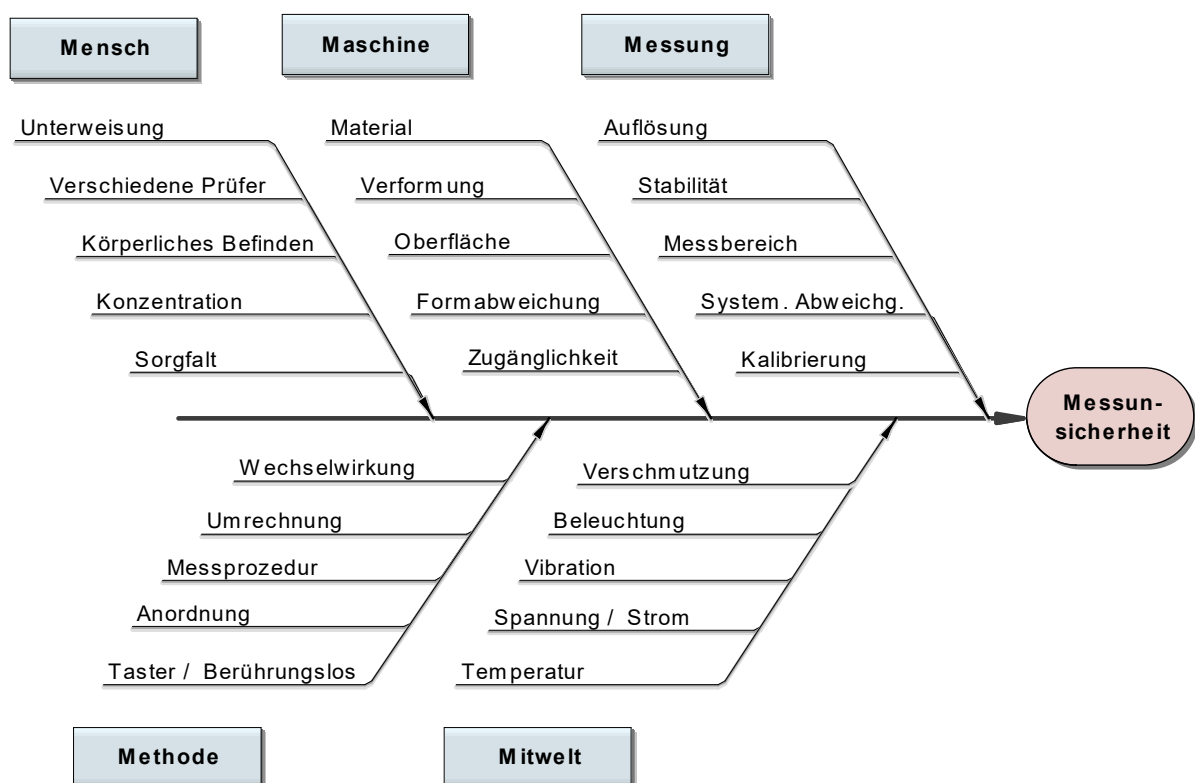 Mensch
Maschine
Messung
Unterweisung
Verschiedene Prüfer
Körperliches Befinden
Konzentration
Sorgfalt
Material
Verformung
Oberfläche
Formabweichung
Zugänglichkeit
Auflösung
Stabilität
Messbereich
System. Abweichg.
Kalibrierung
Messun-
sicherheit
Wechselwirkung
Umrechnung
Messprozedur
Anordnung
Taster / Berührungslos
Verschmutzung
Beleuchtung
Vibration
Spannung / Strom
Temperatur
Methode
Mitwelt